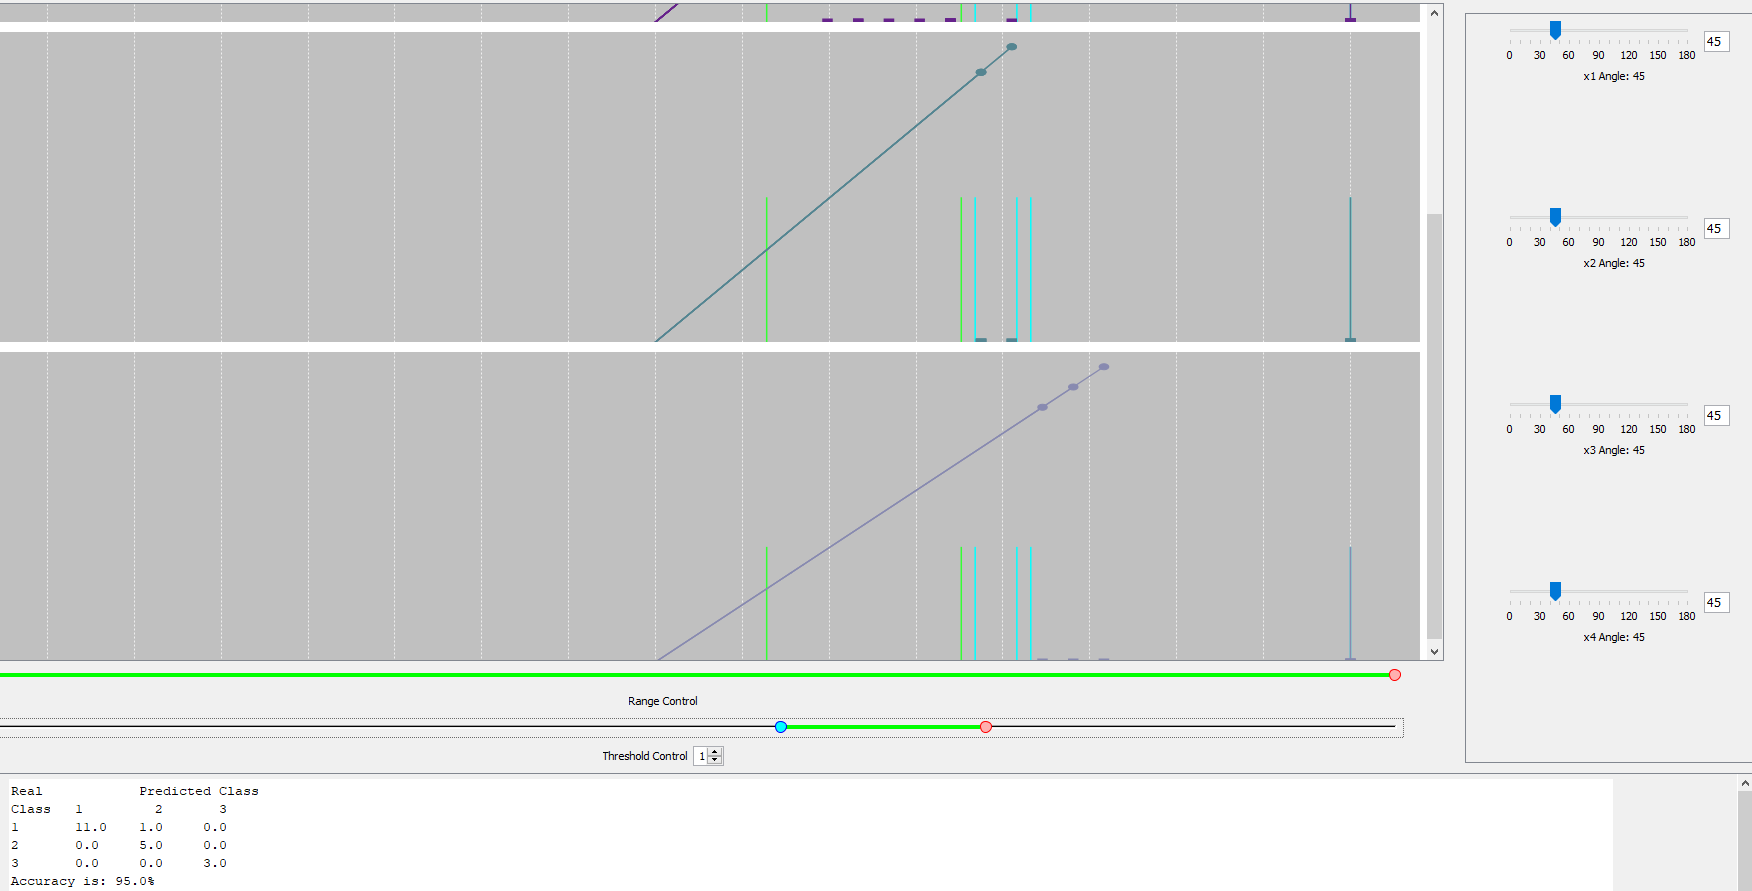 45
0 30 60 90 120 150 180
x1 Angle: 45
45
0 30 60 90 120 150 180
x2 Angle: 45
45
0 30 60 90 120 150 180
x3 Angle: 45
45
0 30 60 90 120 150 180
x4 Angle: 45
Range Control
Threshold Control 1
Real Predicted Class
Class 1 2 3
1 11.0 1.0 0.0
2 0.0 5.0 0.0
3 0.0 0.0 3.0
Accuracy is: 95.0%